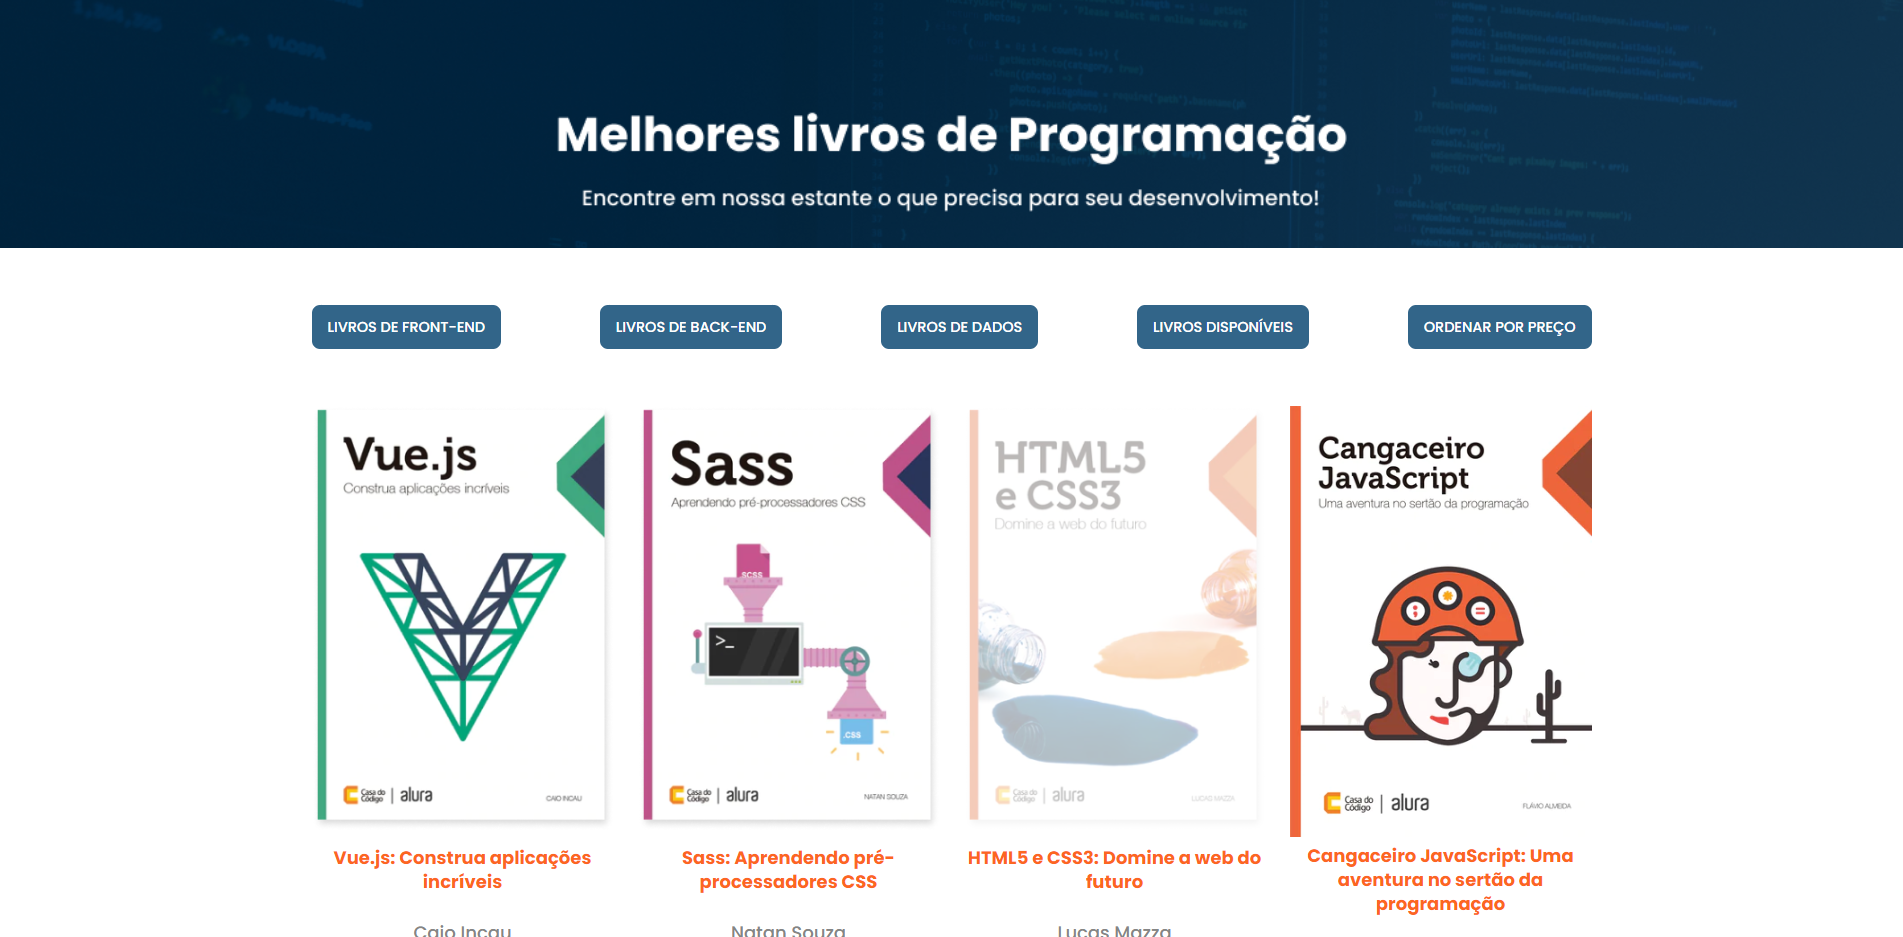 Melhores livros de Programação
Encontre em nossa estante o que precisa para seu desenvolvimento!
LIVROS DE FRONT-END
LIVROS DE BACK-END
LIVROS DE DADOS
LIVROS DISPONÍVEIS
ORDENAR POR PREÇO
Vue.js
Construa aplicações incríveis
Casa do
Código
alura
CAIO INCAU
Sass
Aprendendo pré-processadores CSS
SCSS
>_
.CSS
Casa do
Código
alura
NATAN SOUZA
HTML5
e CSS3
Domine a web do futuro
Casa do
Código
alura
LUCAS MAZZA
Cangaceiro
JavaScript
Uma aventura no sertão da programação
; =
Casa do
Código
alura
FLÁVIO ALMEIDA
Vue.js: Construa aplicações
incríveis
Caio Incau
Sass: Aprendendo pré-
processadores CSS
Natan Souza
HTML5 e CSS3: Domine a web do
futuro
Lucas Mazza
Cangaceiro JavaScript: Uma
aventura no sertão da
programação